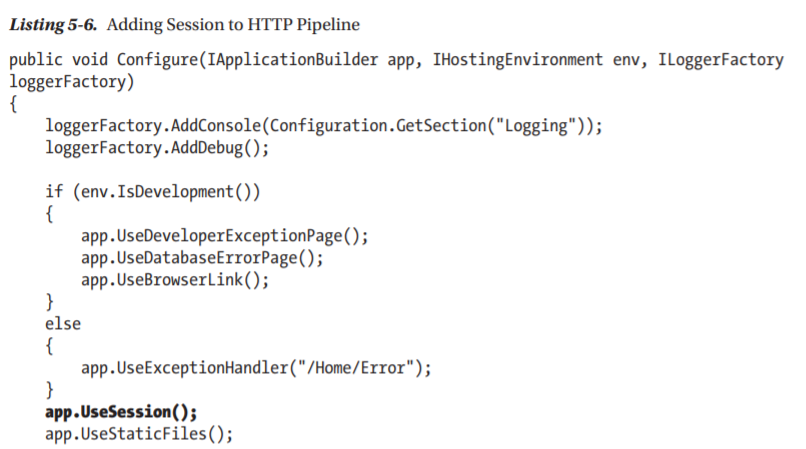 Listing 5-6. Adding Session to HTTP Pipeline
public void Configure(IApplicationBuilder app, IHostingEnvironment env, ILoggerFactory
loggerFactory)
{
    loggerFactory.AddConsole(Configuration.GetSection("Logging"));
    loggerFactory.AddDebug();

    if (env.IsDevelopment())
    {
        app.UseDeveloperExceptionPage();
        app.UseDatabaseErrorPage();
        app.UseBrowserLink();
    }
    else
    {
        app.UseExceptionHandler("/Home/Error");
    }
    app.UseSession();
    app.UseStaticFiles();